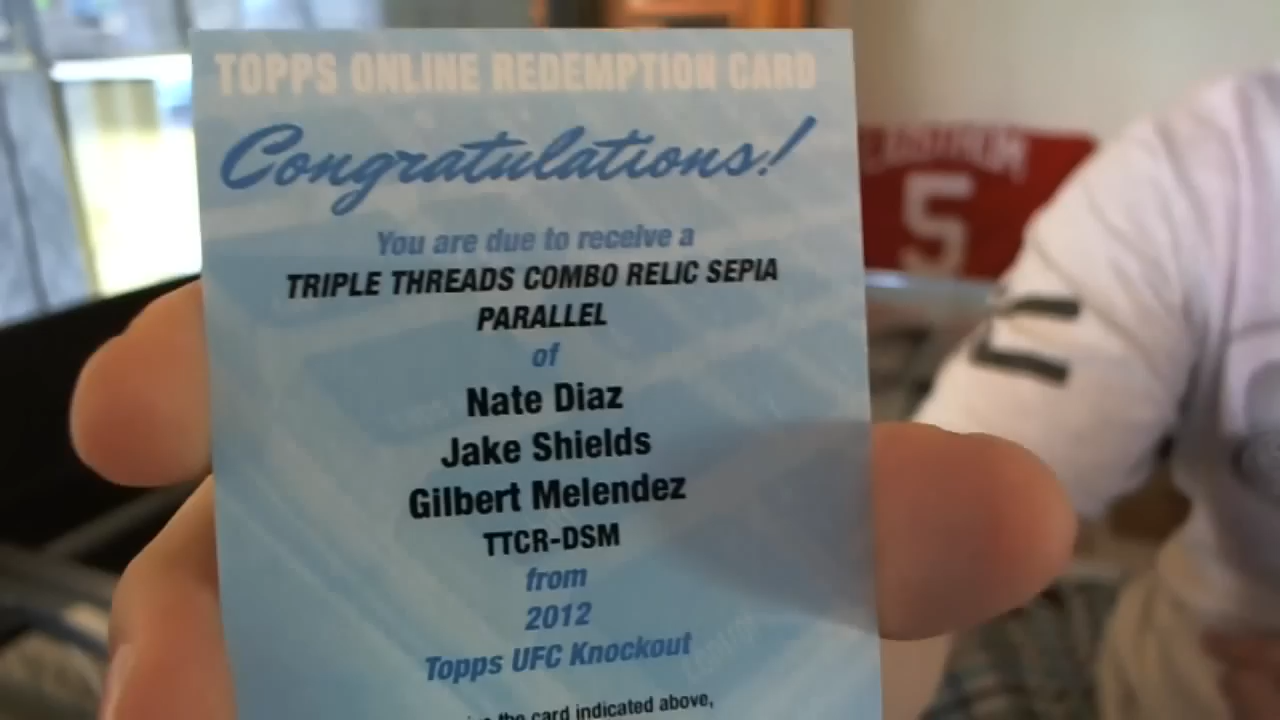 TOPPS ONLINE REDEMPTION CARD
Congratulations!
You are due to receive a
TRIPLE THREADS COMBO RELIC SEPIA
PARALLEL
of
Nate Diaz
Jake Shields
Gilbert Melendez
TTCR-DSM
from
2012
Topps UFC Knockout
the card indicated above,
5